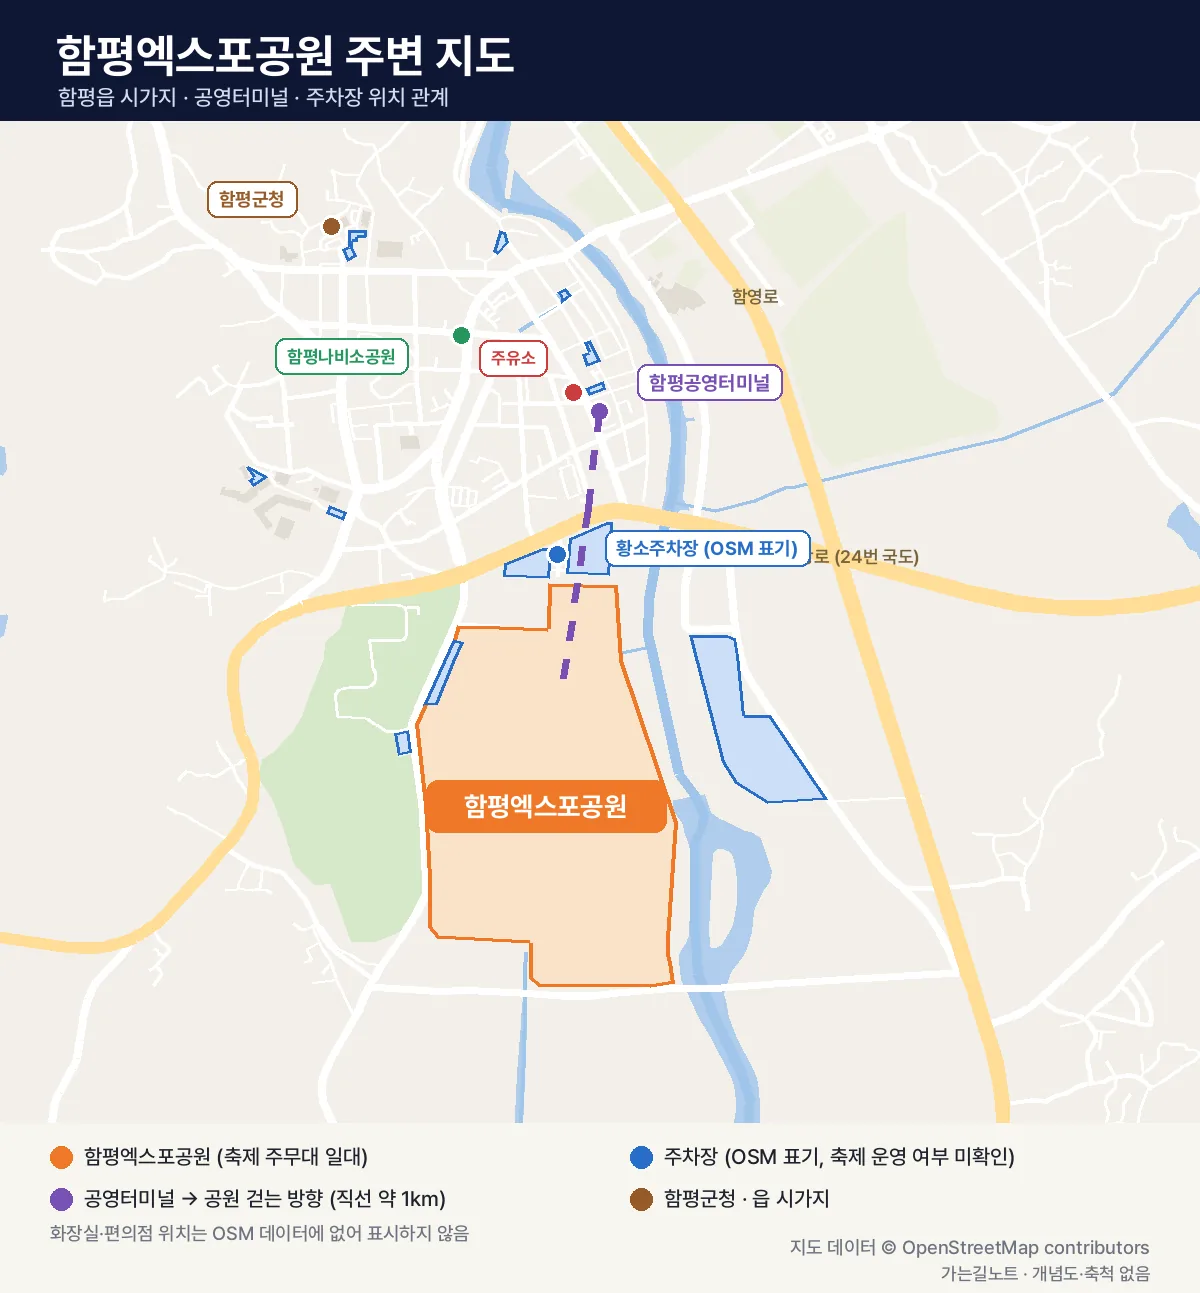 함평엑스포공원 주변 지도
함평읍 시가지 · 공영터미널 · 주차장 위치 관계
함평군청
함영로
함평나비소공원
주유소
함평공영터미널
황소주차장 (OSM 표기)
로 (24번 국도)
함평엑스포공원
함평엑스포공원 (축제 주무대 일대)
주차장 (OSM 표기, 축제 운영 여부 미확인)
공영터미널 → 공원 걷는 방향 (직선 약 1km)
함평군청 · 읍 시가지
화장실·편의점 위치는 OSM 데이터에 없어 표시하지 않음
지도 데이터 © OpenStreetMap contributors
가는길노트 · 개념도·축척 없음